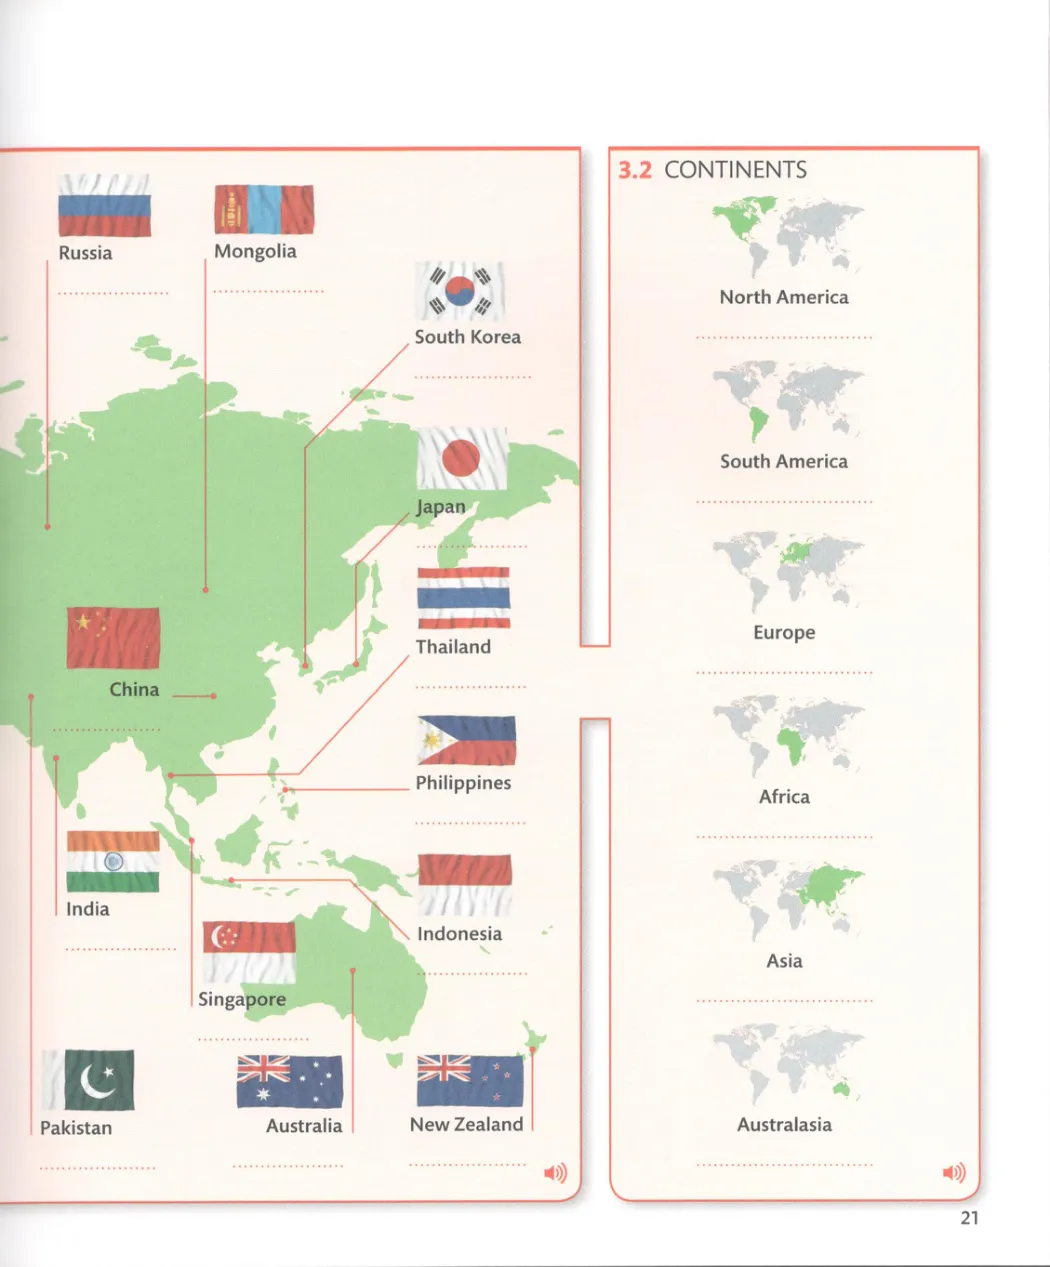 Russia
Mongolia
South Korea
Japan
Thailand
China
Philippines
India
Indonesia
Singapore
Pakistan
Australia
New Zealand
3.2 CONTINENTS
North America
South America
Europe
Africa
Asia
Australasia
21